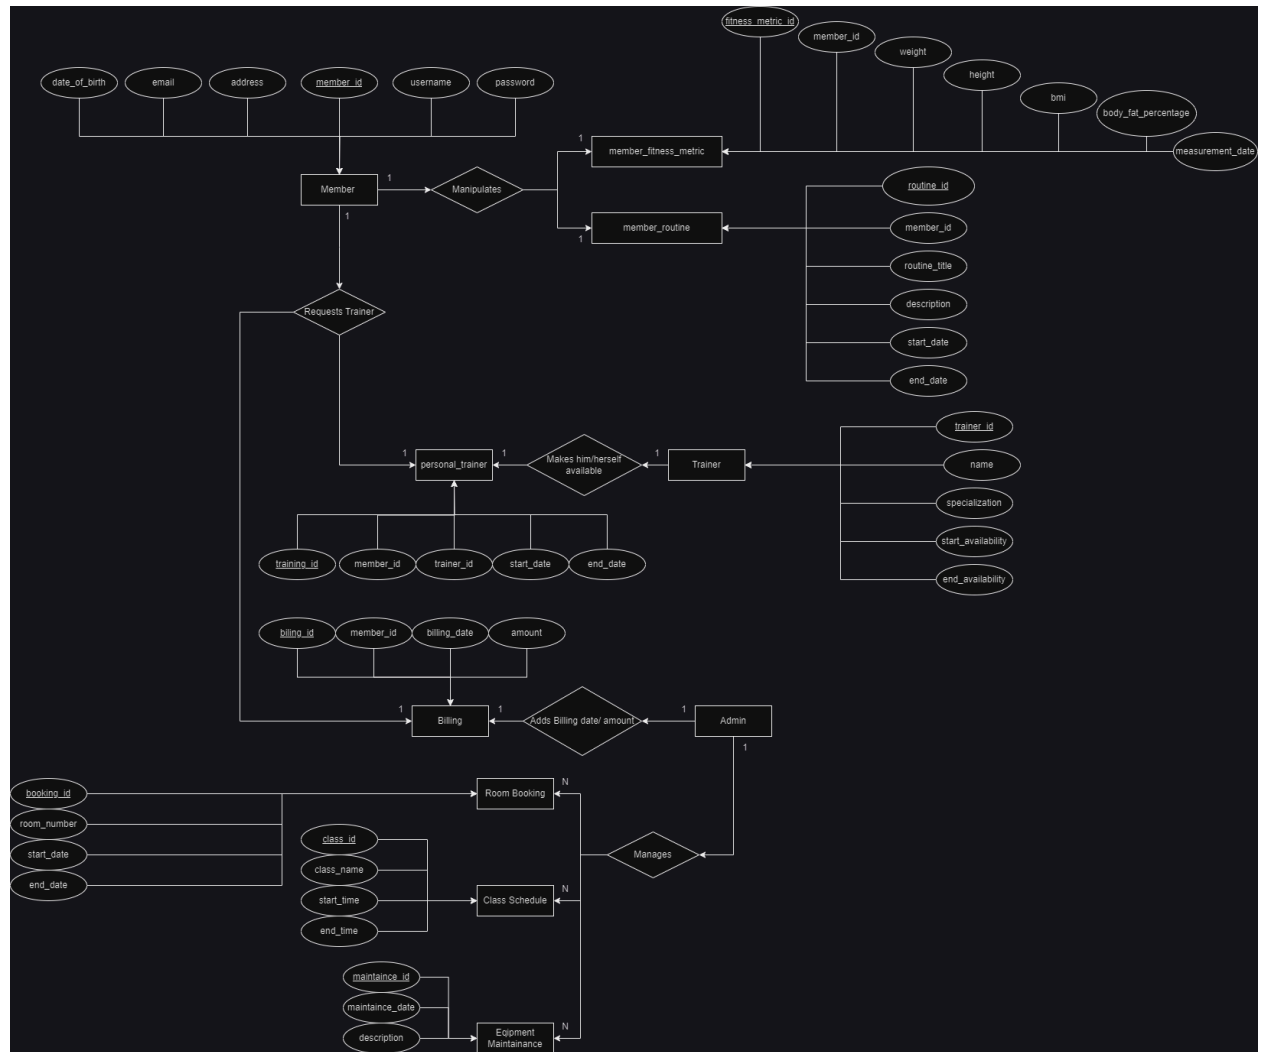 fitness_metric_id
member_id
weight
height
bmi
body_fat_percentage
measurement_date
date_of_birth
email
address
member_id
username
password
1
member_fitness_metric
Member
1
Manipulates
1
member_routine
1
routine_id
member_id
routine_title
description
start_date
end_date
Requests Trainer
1
personal_trainer
1
Makes him/herself
available
1
Trainer
trainer_id
name
specialization
start_availability
end_availability
training_id
member_id
trainer_id
start_date
end_date
biling_id
member_id
billing_date
amount
1
Billing
1
Adds Billing date/ amount
1
Admin
1
booking_id
room_number
start_date
end_date
Room Booking
N
Manages
class_id
class_name
start_time
end_time
Class Schedule
N
maintaince_id
maintaince_date
description
Eqipment
Maintainance
N